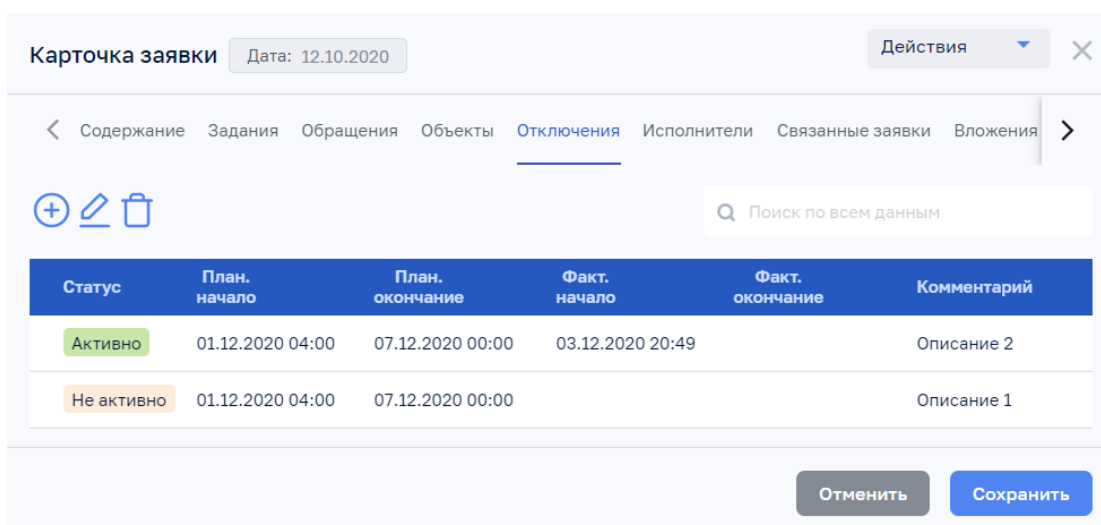 Карточка заявки Дата: 12.10.2020 Действия
Содержание Задания Обращения Объекты Отключения Исполнители Связанные заявки Вложения
Поиск по всем данным
Статус План. начало План. окончание Факт. начало Факт. окончание Комментарий
Активно 01.12.2020 04:00 07.12.2020 00:00 03.12.2020 20:49 Описание 2
Не активно 01.12.2020 04:00 07.12.2020 00:00 Описание 1
Отменить Сохранить